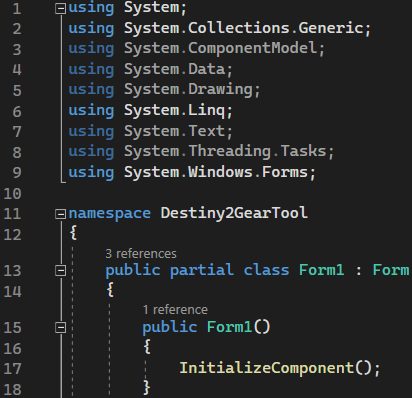 1 using System;
2 using System.Collections.Generic;
3 using System.ComponentModel;
4 using System.Data;
5 using System.Drawing;
6 using System.Linq;
7 using System.Text;
8 using System.Threading.Tasks;
9 using System.Windows.Forms;
10
11 namespace Destiny2GearTool
12 {
3 references
13 public partial class Form1 : Form
14 {
1 reference
15 public Form1()
16 {
17 InitializeComponent();
18 }